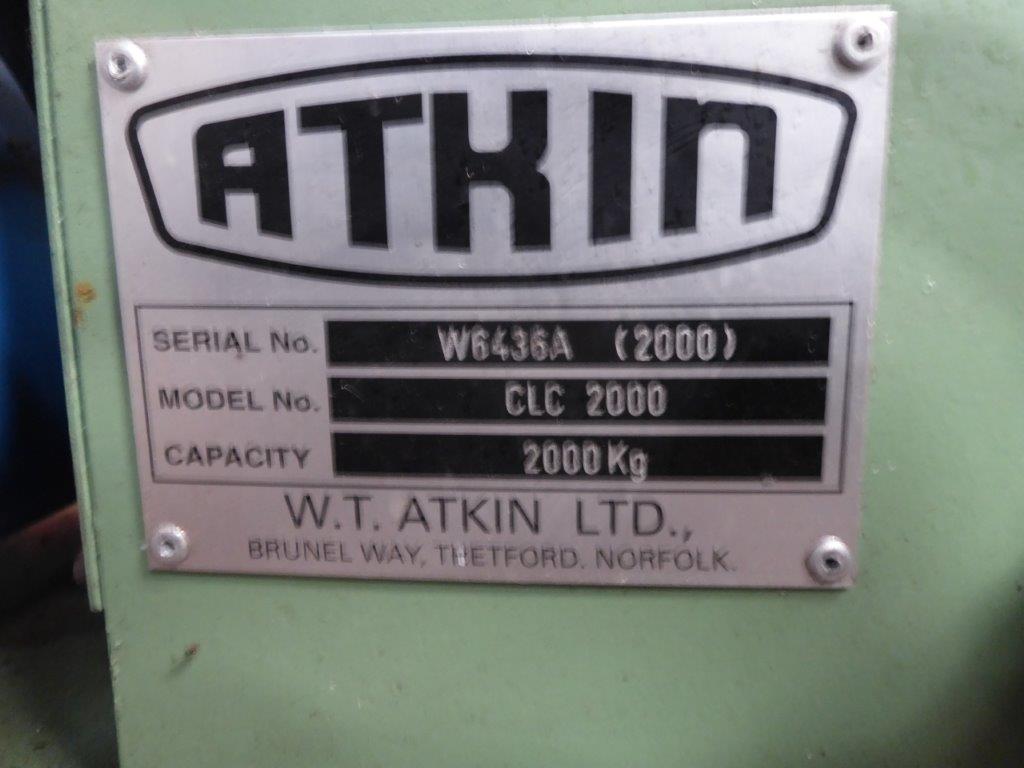 ATKIN
SERIAL No. W6436A (2000)
MODEL No. CLC 2000
CAPACITY 2000Kg
W.T. ATKIN LTD.,
BRUNEL WAY, THETFORD. NORFOLK.